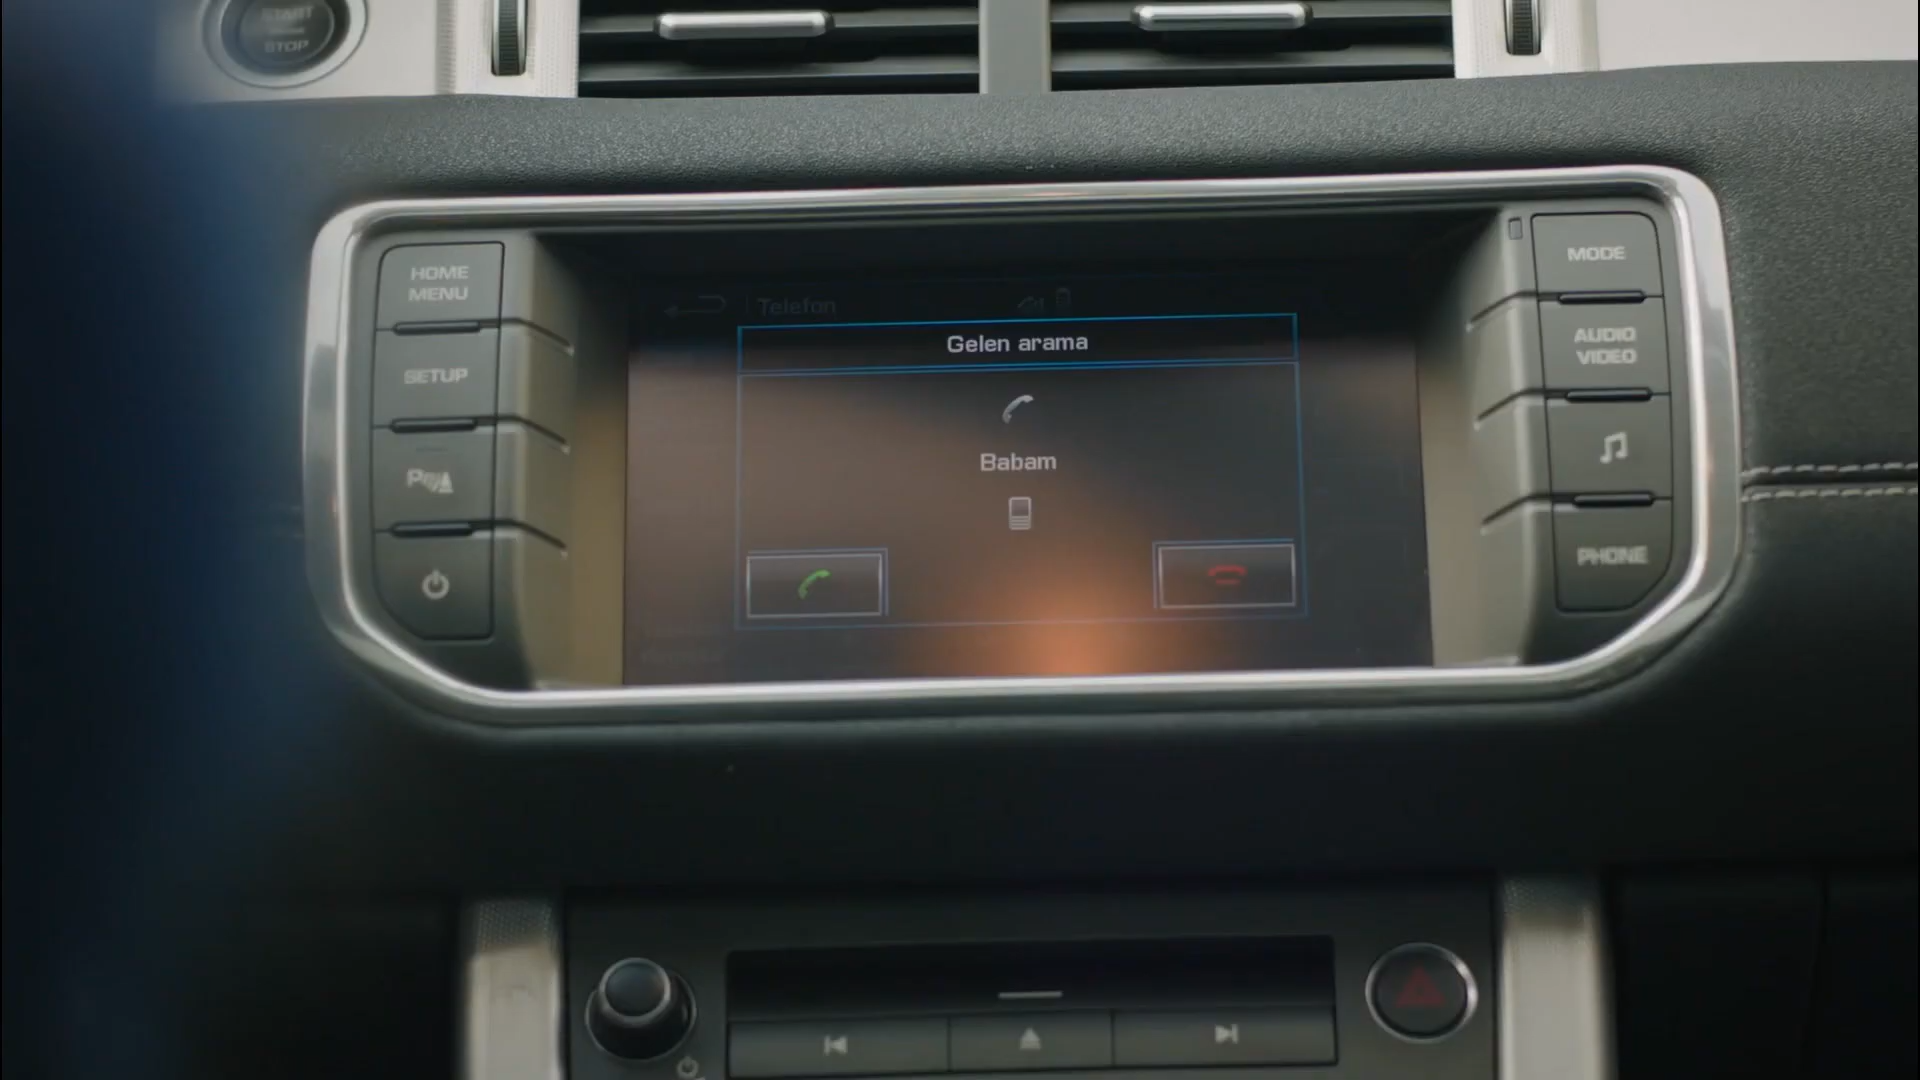 START
STOP
HOME
MENU
SETUP
MODE
AUDIO
VIDEO
PHONE
Telefon
Gelen arama
Babam